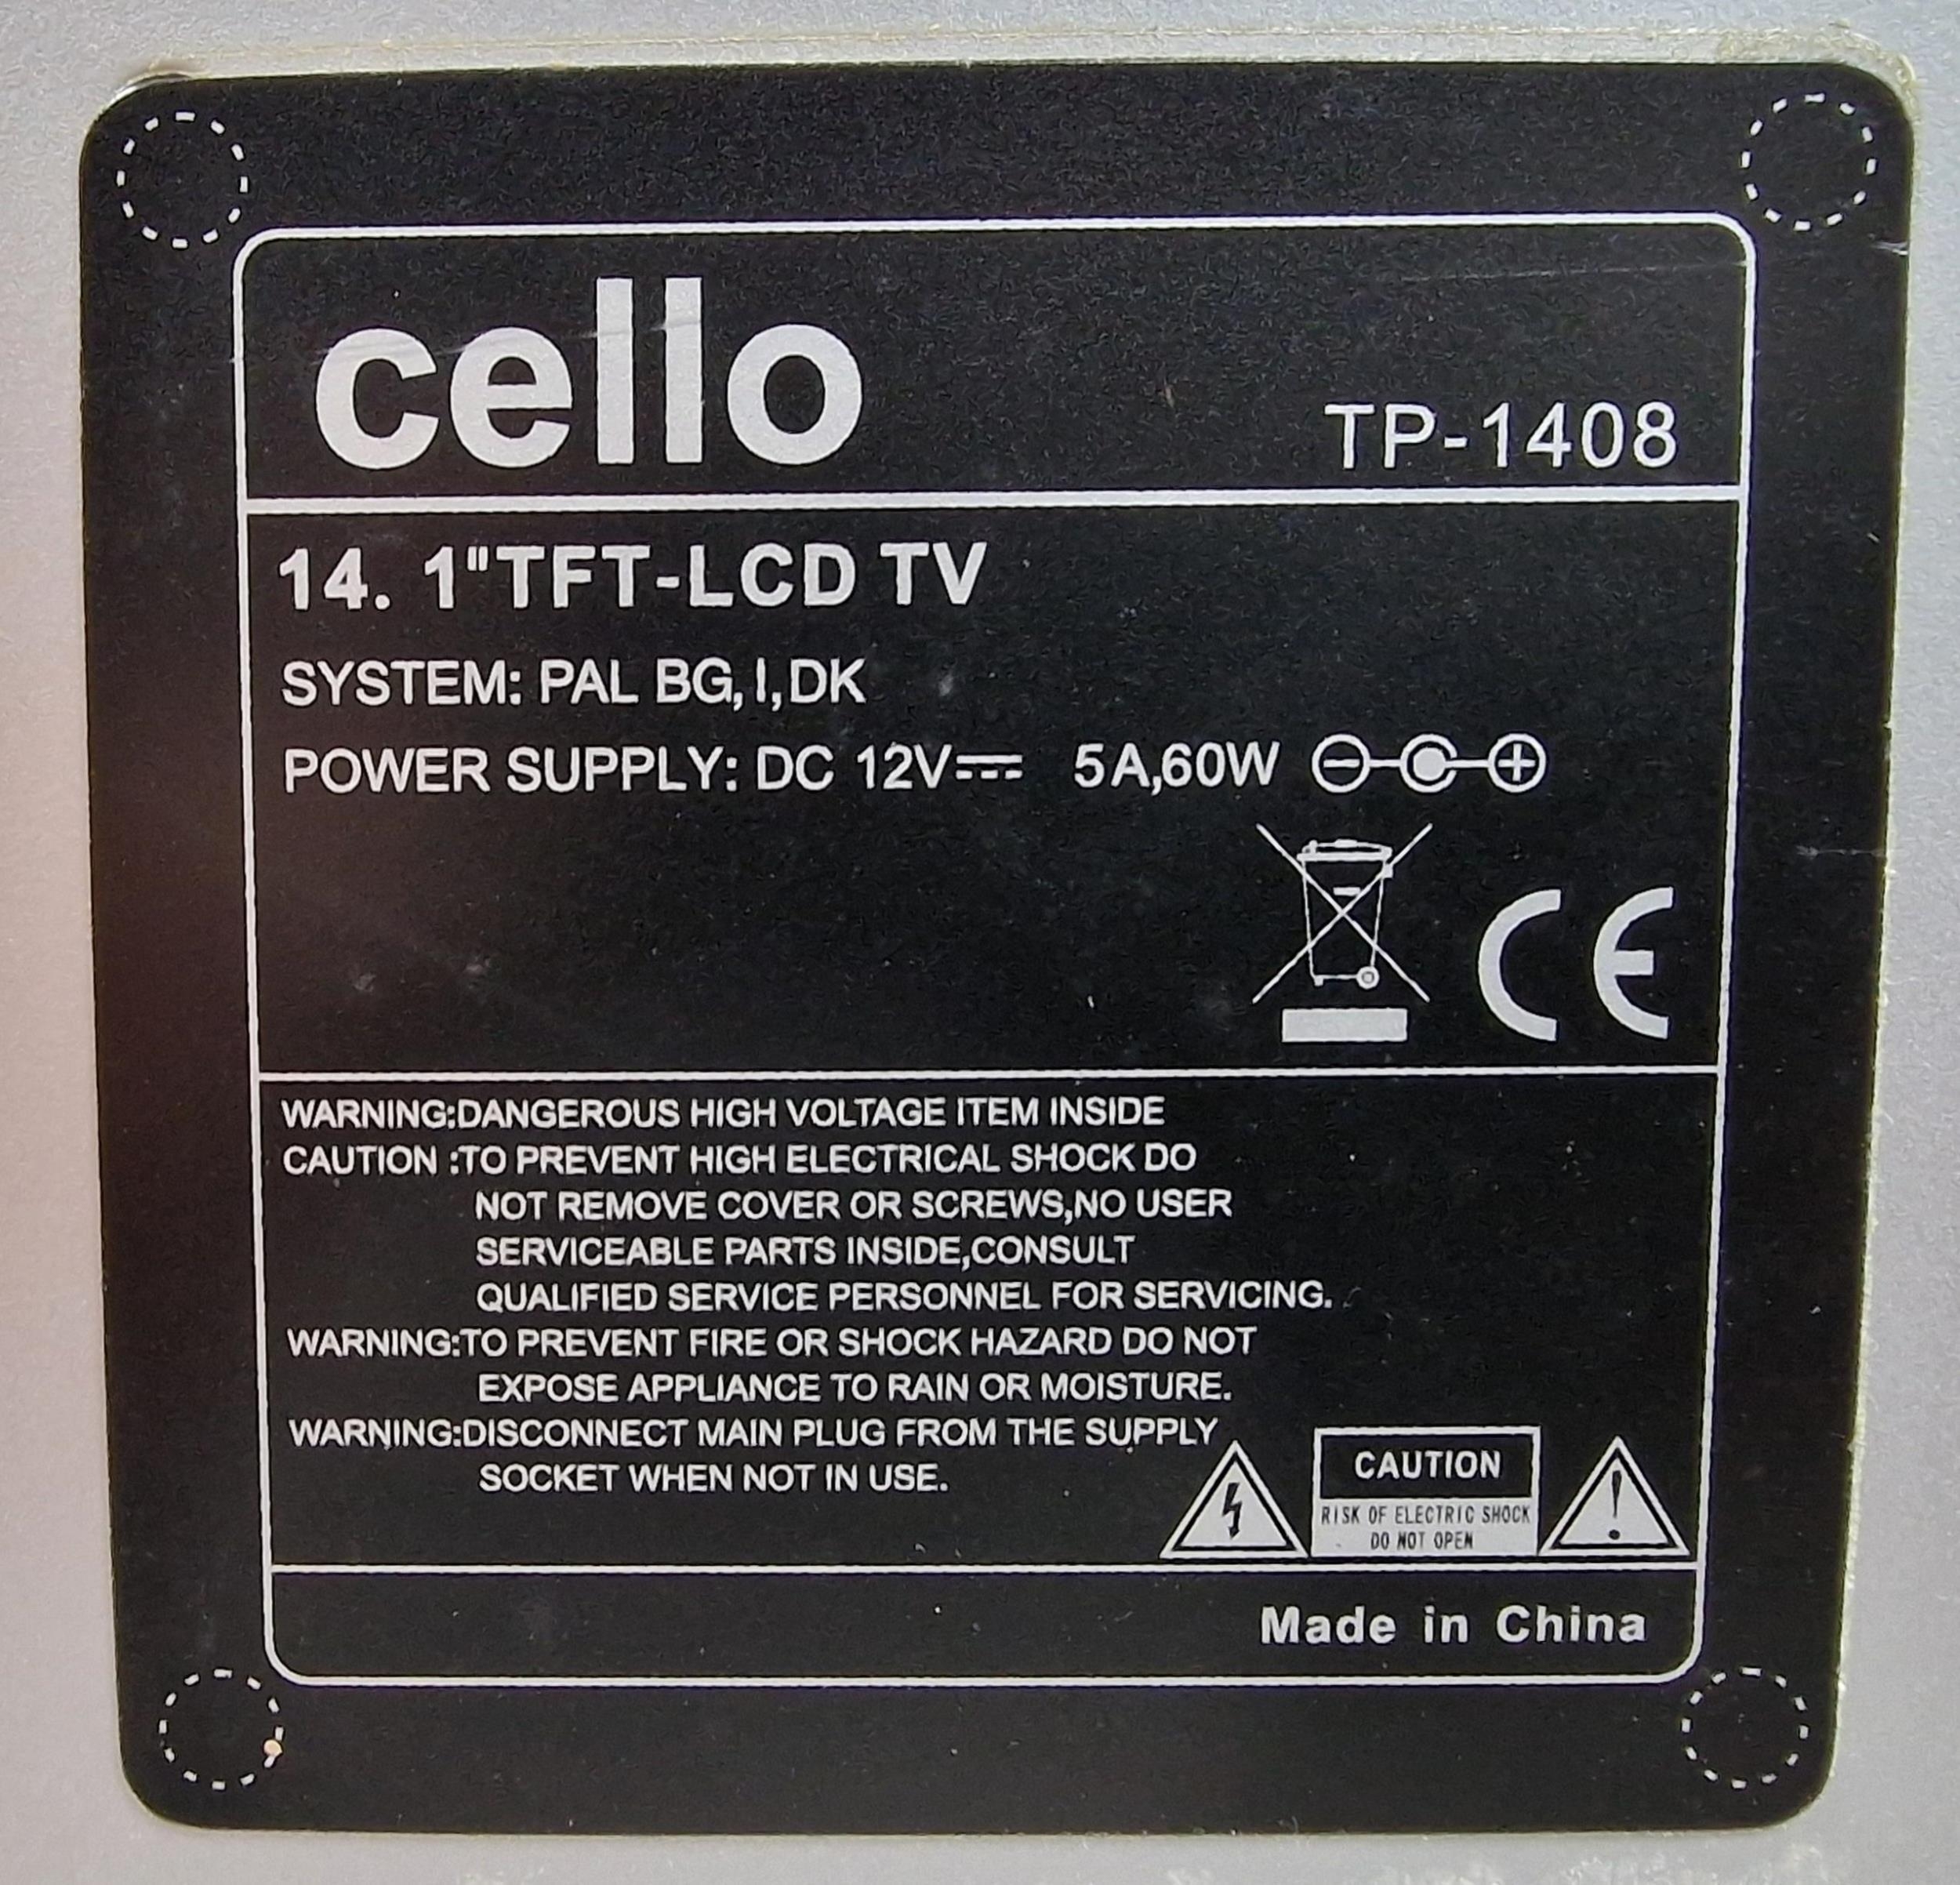 cello
TP-1408
14. 1"TFT-LCD TV
SYSTEM: PAL BG, I, DK
POWER SUPPLY: DC 12V⎓ 5A,60W
CE
WARNING:DANGEROUS HIGH VOLTAGE ITEM INSIDE
CAUTION :TO PREVENT HIGH ELECTRICAL SHOCK DO
NOT REMOVE COVER OR SCREWS,NO USER
SERVICEABLE PARTS INSIDE,CONSULT
QUALIFIED SERVICE PERSONNEL FOR SERVICING.
WARNING:TO PREVENT FIRE OR SHOCK HAZARD DO NOT
EXPOSE APPLIANCE TO RAIN OR MOISTURE.
WARNING:DISCONNECT MAIN PLUG FROM THE SUPPLY
SOCKET WHEN NOT IN USE.
CAUTION
RISK OF ELECTRIC SHOCK
DO NOT OPEN
Made in China